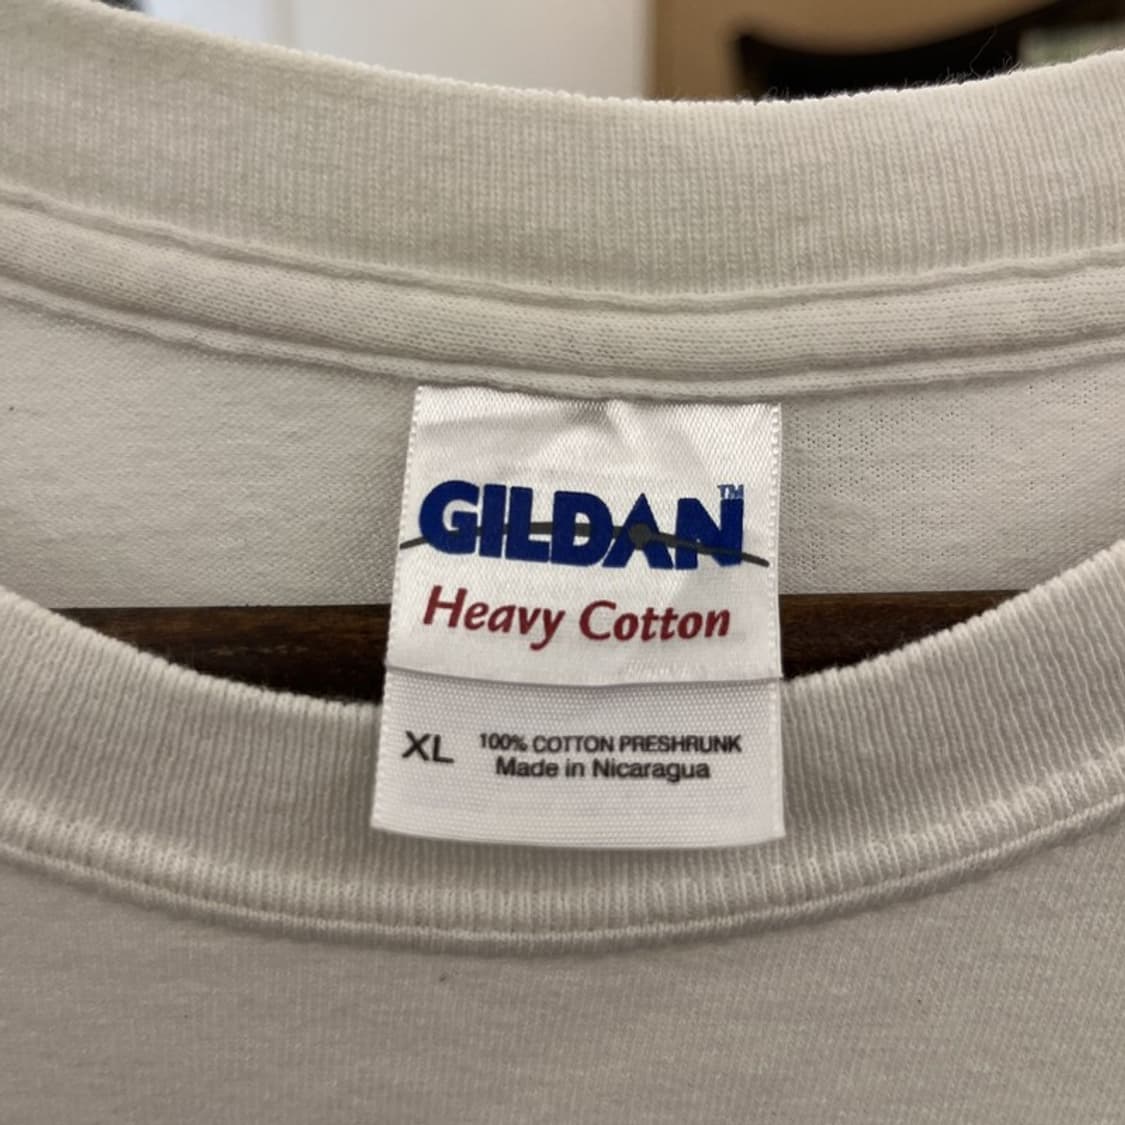 GILDAN™
Heavy Cotton
XL 100% COTTON PRESHRUNK
Made in Nicaragua